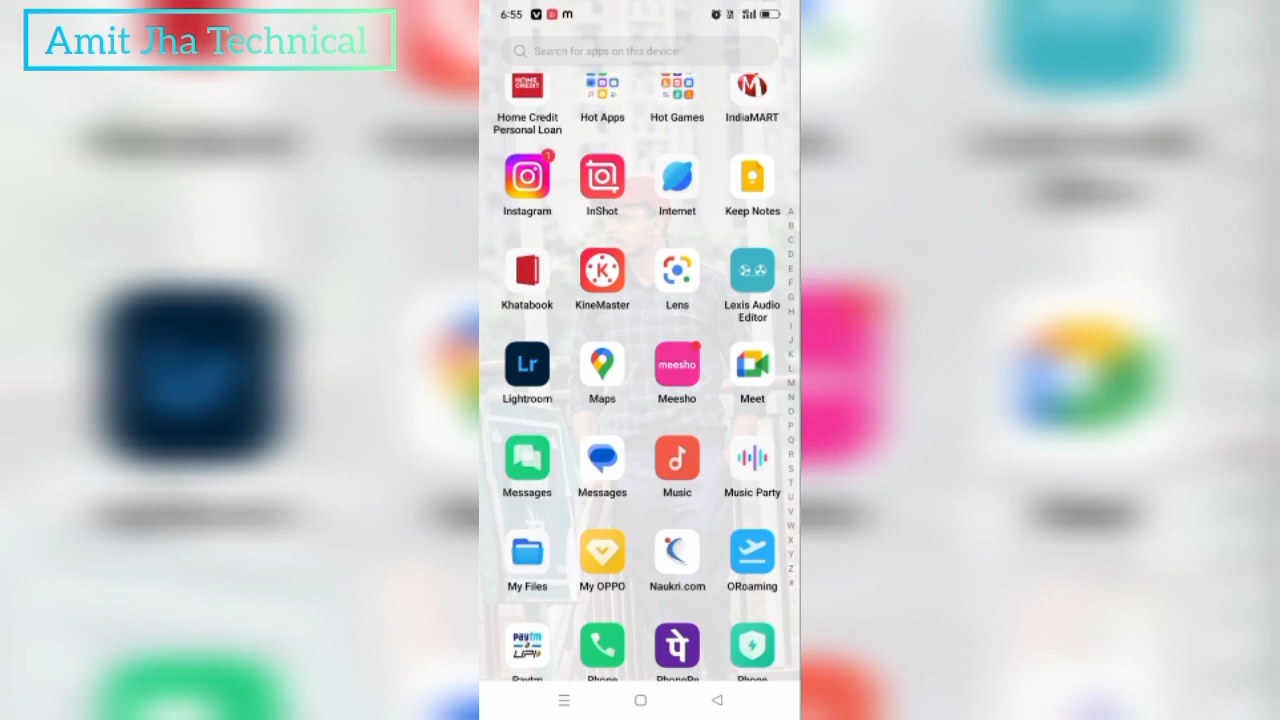 Amit Jha Technical
6:55
Search for apps on this device
HOME CREDIT
Home Credit Personal Loan
Hot Apps
Hot Games
IndiaMART
1
Instagram
InShot
Internet
Keep Notes
Khatabook
KineMaster
Lens
Lexis Audio Editor
Lr
meesho
Lightroom
Maps
Meesho
Meet
Messages
Messages
Music
Music Party
My Files
My OPPO
Naukri.com
ORoaming
paytm
UPI
पे
Paytm
Phone
PhonePe
Phone
A
B
C
D
E
F
G
H
I
J
K
L
M
N
O
P
Q
R
S
T
U
V
W
X
Y
Z
#